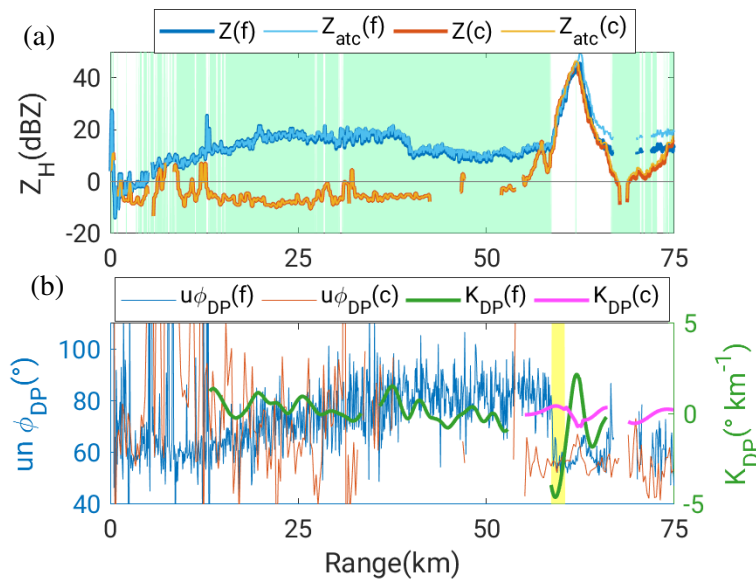 (a)
Z(f) Z_atc(f) Z(c) Z_atc(c)
Z_H(dBZ)
40
20
0
-20
0 25 50 75
(b)
uϕ_DP(f) uϕ_DP(c) K_DP(f) K_DP(c)
un ϕ_DP(°)
100
80
60
40
5
0
-5
K_DP(° km⁻¹)
0 25 50 75
Range(km)